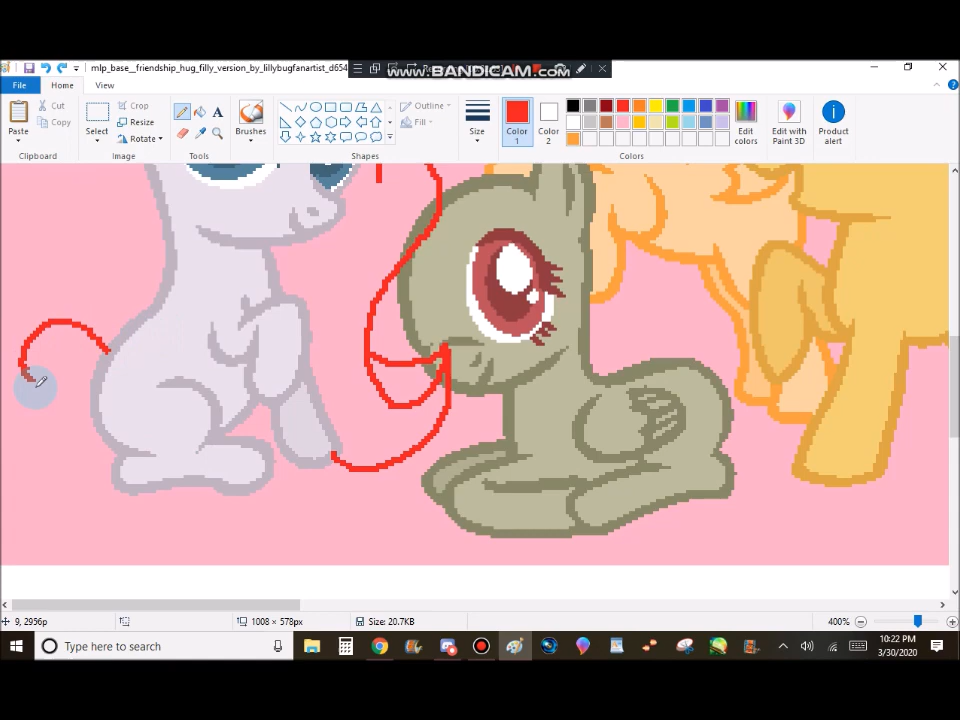 mlp_base__friendship_hug_filly_version_by_lillybugfanartist_d654
www.BANDICAM.com
File Home View
Paste Cut Copy
Select Crop Resize Rotate
A
Brushes
Outline Fill
Size Color 1 Color 2
Edit colors
Edit with Paint 3D
Product alert
Clipboard Image Tools Shapes Colors
9, 2956p 1008 × 578px Size: 20.7KB 400%
Type here to search
10:22 PM
3/30/2020